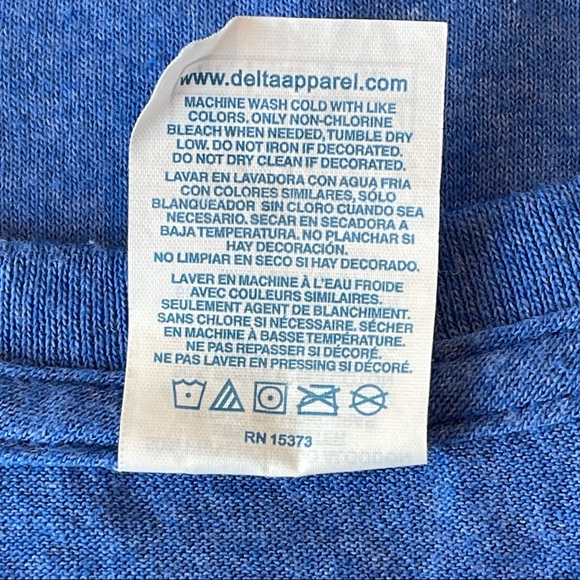 www.deltaapparel.com
MACHINE WASH COLD WITH LIKE
COLORS. ONLY NON-CHLORINE
BLEACH WHEN NEEDED, TUMBLE DRY
LOW. DO NOT IRON IF DECORATED.
DO NOT DRY CLEAN IF DECORATED.
LAVAR EN LAVADORA CON AGUA FRIA
CON COLORES SIMILARES, SÓLO
BLANQUEADOR SIN CLORO CUANDO SEA
NECESARIO. SECAR EN SECADORA A
BAJA TEMPERATURA. NO PLANCHAR SI
HAY DECORACIÓN.
NO LIMPIAR EN SECO SI HAY DECORADO.
LAVER EN MACHINE À L'EAU FROIDE
AVEC COULEURS SIMILAIRES.
SEULEMENT AGENT DE BLANCHIMENT
SANS CHLORE SI NÉCESSAIRE. SÉCHER
EN MACHINE À BASSE TEMPÉRATURE.
NE PAS REPASSER SI DÉCORÉ.
NE PAS LAVER EN PRESSING SI DÉCORÉ.
RN 15373